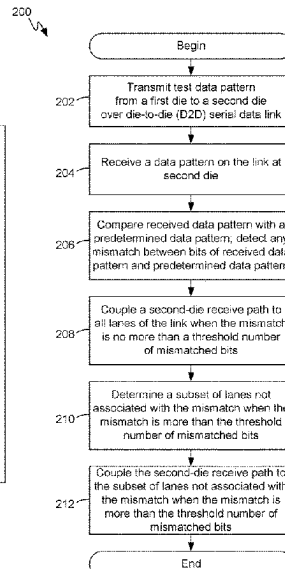 200
Begin
202
Transmit test data pattern
from a first die to a second die
over die-to-die (D2D) serial data link
204
Receive a data pattern on the link at
second die
206
Compare received data pattern with a
predetermined data pattern; detect any
mismatch between bits of received data
pattern and predetermined data pattern
208
Couple a second-die receive path to
all lanes of the link when the mismatch
is no more than a threshold number
of mismatched bits
210
Determine a subset of lanes not
associated with the mismatch when the
mismatch is more than the threshold
number of mismatched bits
212
Couple the second-die receive path to
the subset of lanes not associated with
the mismatch when the mismatch is
more than the threshold number of
mismatched bits
End